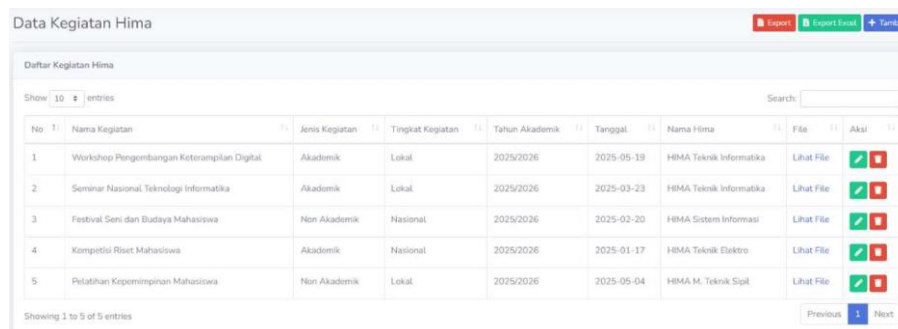 Data Kegiatan Hima
Export Export Excel + Tamb
Daftar Kegiatan Hima
Show 10 entries
Search:
No Nama Kegiatan Jenis Kegiatan Tingkat Kegiatan Tahun Akademik Tanggal Nama Hima File Aksi
1 Workshop Pengembangan Keterampilan Digital Akademik Lokal 2025/2026 2025-05-19 HIMA Teknik Informatika Lihat File
2 Seminar Nasional Teknologi Informatika Akademik Lokal 2025/2026 2025-03-23 HIMA Teknik Informatika Lihat File
3 Festival Seni dan Budaya Mahasiswa Non Akademik Nasional 2025/2026 2025-02-20 HIMA Sistem Informasi Lihat File
4 Kompetisi Riset Mahasiswa Akademik Nasional 2025/2026 2025-01-17 HIMA Teknik Elektro Lihat File
5 Pelatihan Kepemimpinan Mahasiswa Non Akademik Lokal 2025/2026 2025-05-04 HIMA M. Teknik Sipil Lihat File
Showing 1 to 5 of 5 entries
Previous 1 Next